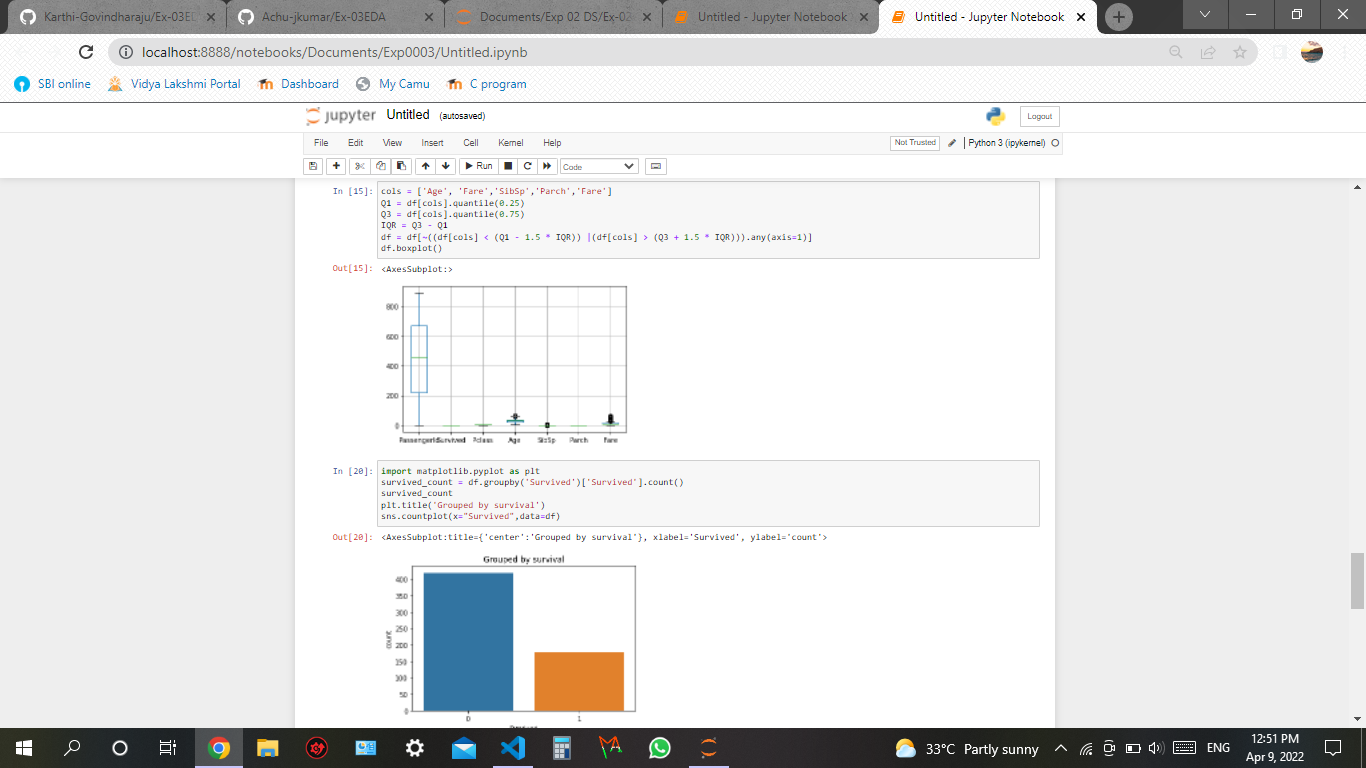 Karthi-Govindharaju/Ex-03E
Achu-jkumar/Ex-03EDA
Documents/Exp 02 DS/Ex-02
Untitled - Jupyter Notebook
Untitled - Jupyter Notebook
localhost:8888/notebooks/Documents/Exp0003/Untitled.ipynb
SBI online
Vidya Lakshmi Portal
Dashboard
My Camu
C program
jupyter Untitled (autosaved)
Logout
File Edit View Insert Cell Kernel Help
Not Trusted
Python 3 (ipykernel)
Run
Code
In [15]:
cols = ['Age', 'Fare','SibSp','Parch','Fare']
Q1 = df[cols].quantile(0.25)
Q3 = df[cols].quantile(0.75)
IQR = Q3 - Q1
df = df[~((df[cols] < (Q1 - 1.5 * IQR)) |(df[cols] > (Q3 + 1.5 * IQR))).any(axis=1)]
df.boxplot()
Out[15]: <AxesSubplot:>
800
600
400
200
0
PassengerId Survived Pclass Age SibSp Parch Fare
In [20]:
import matplotlib.pyplot as plt
survived_count = df.groupby('Survived')['Survived'].count()
survived_count
plt.title('Grouped by survival')
sns.countplot(x="Survived",data=df)
Out[20]: <AxesSubplot:title={'center':'Grouped by survival'}, xlabel='Survived', ylabel='count'>
Grouped by survival
400
350
300
250
200
150
100
50
0
count
0 1
33°C Partly sunny
ENG
12:51 PM
Apr 9, 2022